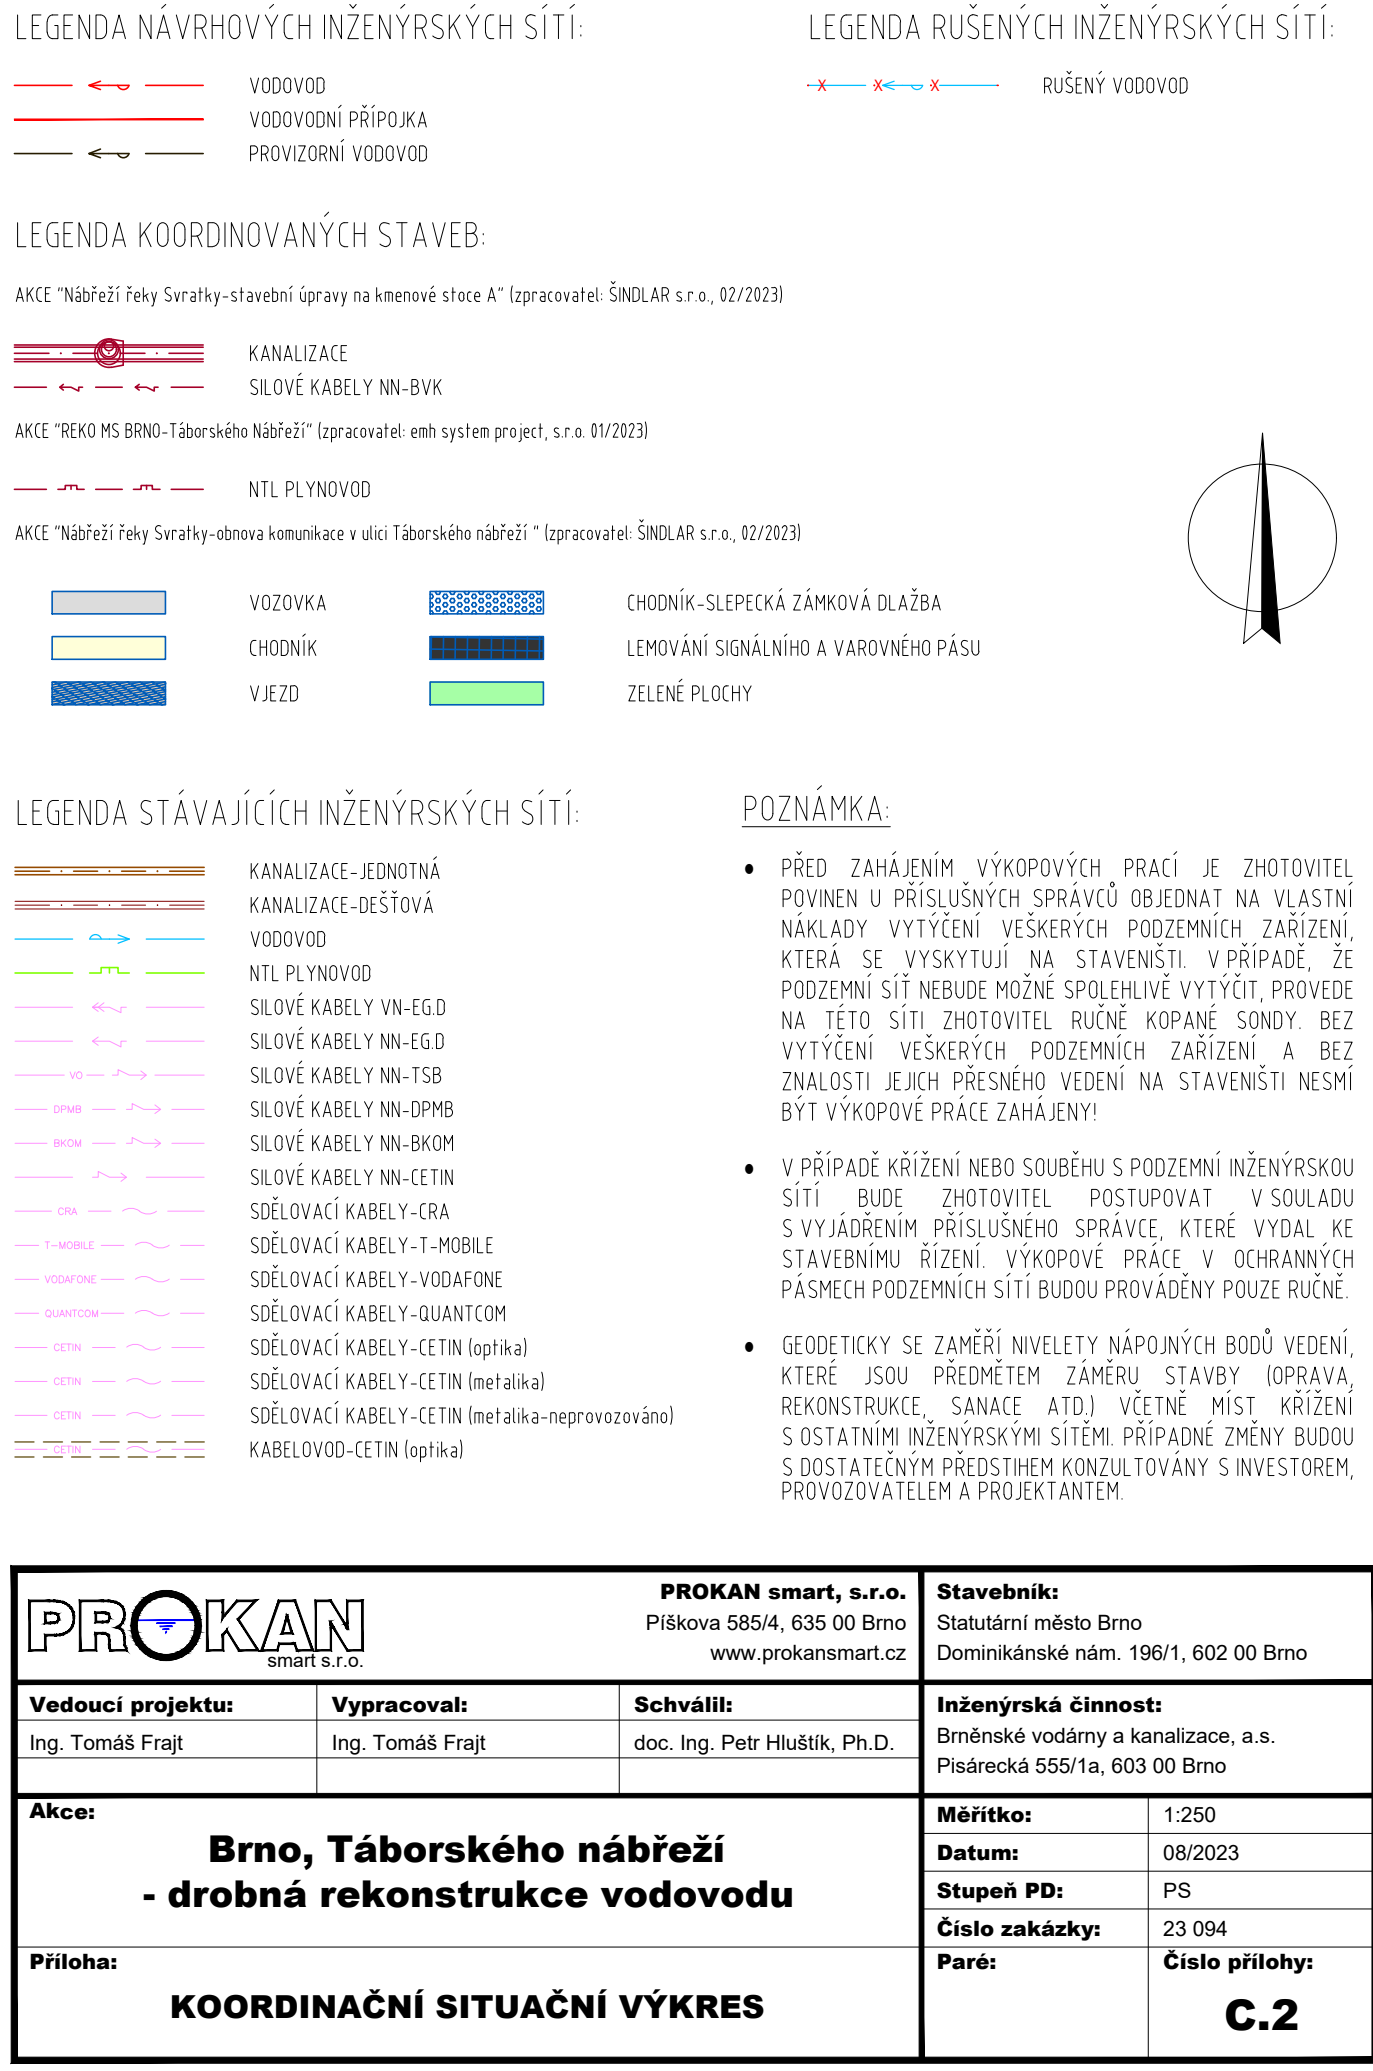 LEGENDA NÁVRHOVÝCH INŽENÝRSKÝCH SÍTÍ:
VODOVOD
VODOVODNÍ PŘÍPOJKA
PROVIZORNÍ VODOVOD
LEGENDA RUŠENÝCH INŽENÝRSKÝCH SÍTÍ:
X X X RUŠENÝ VODOVOD
LEGENDA KOORDINOVANÝCH STAVEB:
AKCE "Nábřeží řeky Svratky-stavební úpravy na kmenové stoce A" (zpracovatel: ŠINDLAR s.r.o., 02/2023)
KANALIZACE
SILOVÉ KABELY NN-BVK
AKCE "REKO MS BRNO-Táborského Nábřeží" (zpracovatel: emh system project, s.r.o. 01/2023)
NTL PLYNOVOD
AKCE "Nábřeží řeky Svratky-obnova komunikace v ulici Táborského nábřeží " (zpracovatel: ŠINDLAR s.r.o., 02/2023)
VOZOVKA
CHODNÍK
VJEZD
CHODNÍK-SLEPECKÁ ZÁMKOVÁ DLAŽBA
LEMOVÁNÍ SIGNÁLNÍHO A VAROVNÉHO PÁSU
ZELENÉ PLOCHY
LEGENDA STÁVAJÍCÍCH INŽENÝRSKÝCH SÍTÍ:
KANALIZACE-JEDNOTNÁ
KANALIZACE-DEŠŤOVÁ
VODOVOD
NTL PLYNOVOD
SILOVÉ KABELY VN-EG.D
SILOVÉ KABELY NN-EG.D
VO SILOVÉ KABELY NN-TSB
DPMB SILOVÉ KABELY NN-DPMB
BKOM SILOVÉ KABELY NN-BKOM
SILOVÉ KABELY NN-CETIN
CRA SDĚLOVACÍ KABELY-CRA
T-MOBILE SDĚLOVACÍ KABELY-T-MOBILE
VODAFONE SDĚLOVACÍ KABELY-VODAFONE
QUANTCOM SDĚLOVACÍ KABELY-QUANTCOM
CETIN SDĚLOVACÍ KABELY-CETIN (optika)
CETIN SDĚLOVACÍ KABELY-CETIN (metalika)
CETIN SDĚLOVACÍ KABELY-CETIN (metalika-neprovozováno)
CETIN KABELOVOD-CETIN (optika)
POZNÁMKA:
• PŘED ZAHÁJENÍM VÝKOPOVÝCH PRACÍ JE ZHOTOVITEL
POVINEN U PŘÍSLUŠNÝCH SPRÁVCŮ OBJEDNAT NA VLASTNÍ
NÁKLADY VYTÝČENÍ VEŠKERÝCH PODZEMNÍCH ZAŘÍZENÍ,
KTERÁ SE VYSKYTUJÍ NA STAVENIŠTI. V PŘÍPADĚ, ŽE
PODZEMNÍ SÍŤ NEBUDE MOŽNÉ SPOLEHLIVĚ VYTÝČIT, PROVEDE
NA TÉTO SÍTI ZHOTOVITEL RUČNĚ KOPANÉ SONDY. BEZ
VYTÝČENÍ VEŠKERÝCH PODZEMNÍCH ZAŘÍZENÍ A BEZ
ZNALOSTI JEJICH PŘESNÉHO VEDENÍ NA STAVENIŠTI NESMÍ
BÝT VÝKOPOVÉ PRÁCE ZAHÁJENY!
• V PŘÍPADĚ KŘÍŽENÍ NEBO SOUBĚHU S PODZEMNÍ INŽENÝRSKOU
SÍTÍ BUDE ZHOTOVITEL POSTUPOVAT V SOULADU
S VYJÁDŘENÍM PŘÍSLUŠNÉHO SPRÁVCE, KTERÉ VYDAL KE
STAVEBNÍMU ŘÍZENÍ. VÝKOPOVÉ PRÁCE V OCHRANNÝCH
PÁSMECH PODZEMNÍCH SÍTÍ BUDOU PROVÁDĚNY POUZE RUČNĚ.
• GEODETICKY SE ZAMĚŘÍ NIVELETY NÁPOJNÝCH BODŮ VEDENÍ,
KTERÉ JSOU PŘEDMĚTEM ZÁMĚRU STAVBY (OPRAVA,
REKONSTRUKCE, SANACE ATD.) VČETNĚ MÍST KŘÍŽENÍ
S OSTATNÍMI INŽENÝRSKÝMI SÍTĚMI. PŘÍPADNÉ ZMĚNY BUDOU
S DOSTATEČNÝM PŘEDSTIHEM KONZULTOVÁNY S INVESTOREM,
PROVOZOVATELEM A PROJEKTANTEM.
PROKAN
smart s.r.o.
PROKAN smart, s.r.o.
Píškova 585/4, 635 00 Brno
www.prokansmart.cz
Stavebník:
Statutární město Brno
Dominikánské nám. 196/1, 602 00 Brno
Vedoucí projektu: Vypracoval: Schválil:
Ing. Tomáš Frajt Ing. Tomáš Frajt doc. Ing. Petr Hluštík, Ph.D.
Inženýrská činnost:
Brněnské vodárny a kanalizace, a.s.
Pisárecká 555/1a, 603 00 Brno
Akce:
Brno, Táborského nábřeží
- drobná rekonstrukce vodovodu
Měřítko: 1:250
Datum: 08/2023
Stupeň PD: PS
Číslo zakázky: 23 094
Příloha:
KOORDINAČNÍ SITUAČNÍ VÝKRES
Paré: Číslo přílohy:
C.2